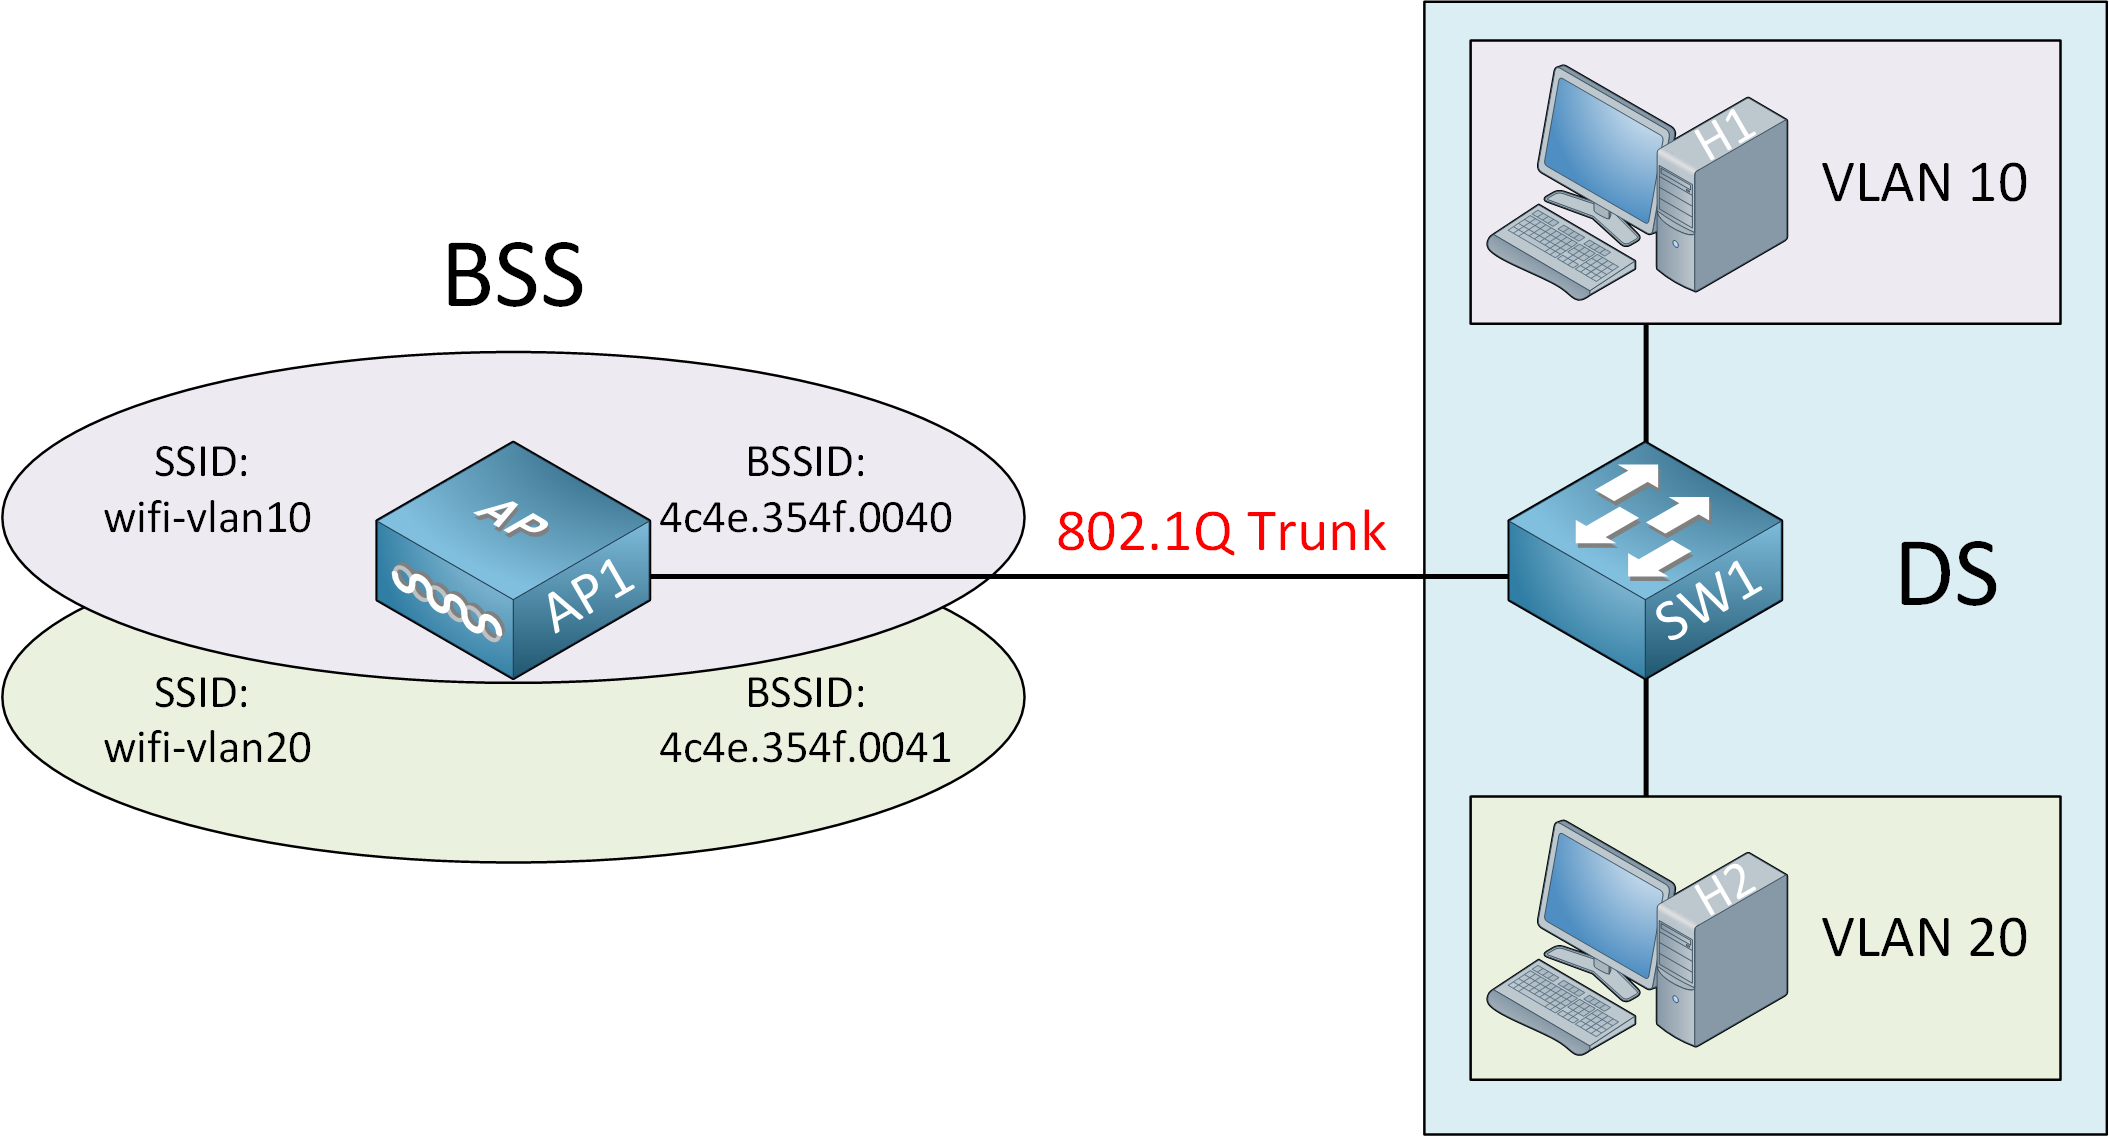 BSS
SSID:
wifi-vlan10
AP
AP1
BSSID:
4c4e.354f.0040
SSID:
wifi-vlan20
BSSID:
4c4e.354f.0041
802.1Q Trunk
H1
VLAN 10
SW1
DS
H2
VLAN 20